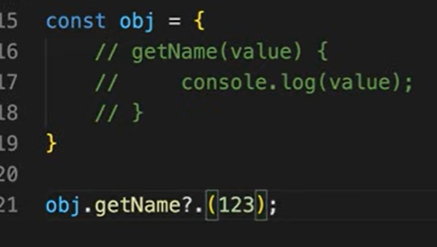 15 const obj = {
16 // getName(value) {
17 // console.log(value);
18 // }
19 }
20
21 obj.getName?.(123);